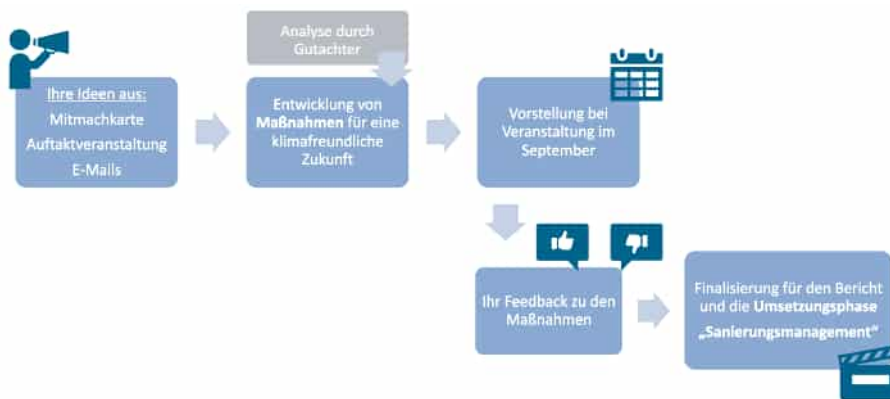 Analyse durch
Gutachter
Ihre Ideen aus:
Mitmachkarte
Auftaktveranstaltung
E-Mails
Entwicklung von
Maßnahmen für eine
klimafreundliche
Zukunft
Vorstellung bei
Veranstaltung im
September
Ihr Feedback zu den
Maßnahmen
Finalisierung für den Bericht
und die Umsetzungsphase
„Sanierungsmanagement“